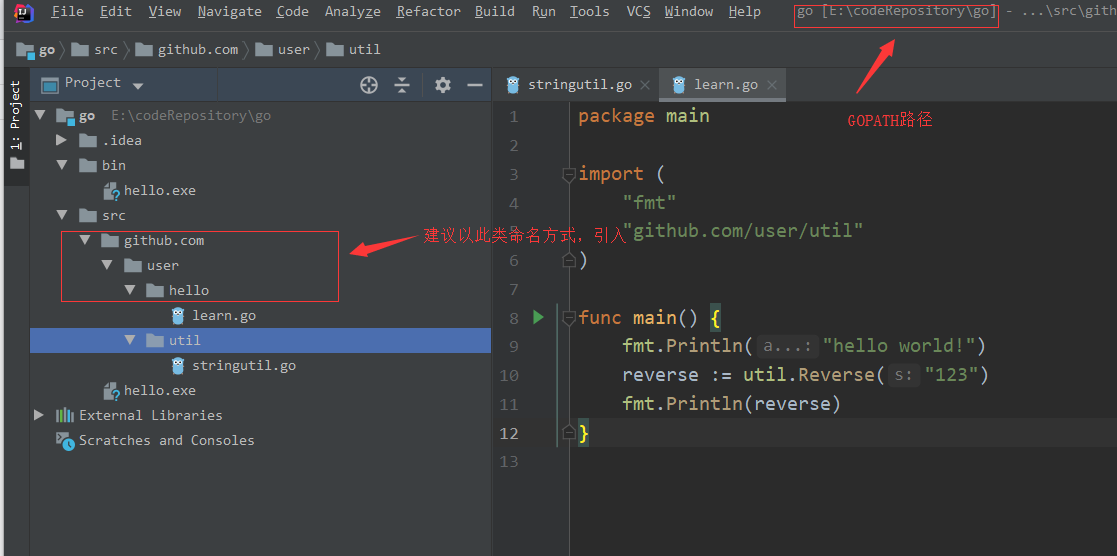 File Edit View Navigate Code Analyze Refactor Build Run Tools VCS Window Help go [E:\codeRepository\go] - ...\src\gith
go src github.com user util
1: Project
Project
stringutil.go learn.go
GOPATH路径
go E:\codeRepository\go
.idea
bin
hello.exe
src
github.com
user
hello
learn.go
util
stringutil.go
hello.exe
External Libraries
Scratches and Consoles
建议以此类命名方式，引入
1 package main
2
3 import (
4 "fmt"
"github.com/user/util"
6 )
7
8 func main() {
9 fmt.Println( a...: "hello world!")
10 reverse := util.Reverse( s: "123")
11 fmt.Println(reverse)
12 }
13